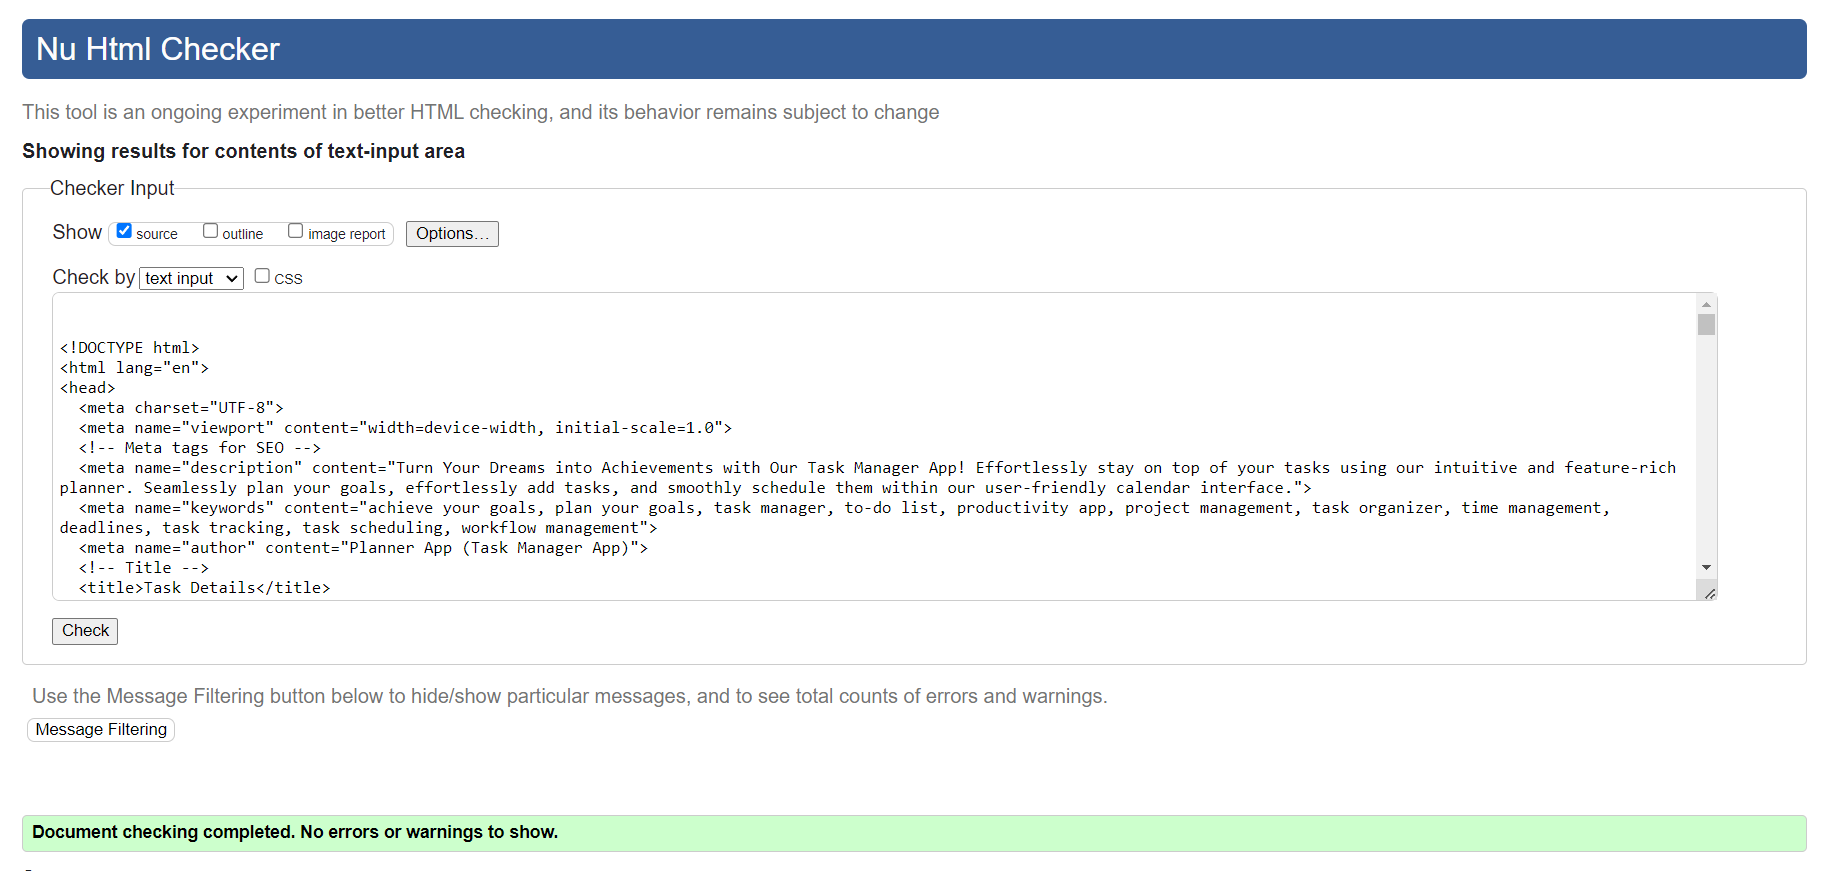 Nu Html Checker
This tool is an ongoing experiment in better HTML checking, and its behavior remains subject to change
Showing results for contents of text-input area
Checker Input
Show source outline image report Options...
Check by text input CSS
<!DOCTYPE html>
<html lang="en">
<head>
<meta charset="UTF-8">
<meta name="viewport" content="width=device-width, initial-scale=1.0">
<!-- Meta tags for SEO -->
<meta name="description" content="Turn Your Dreams into Achievements with Our Task Manager App! Effortlessly stay on top of your tasks using our intuitive and feature-rich
planner. Seamlessly plan your goals, effortlessly add tasks, and smoothly schedule them within our user-friendly calendar interface.">
<meta name="keywords" content="achieve your goals, plan your goals, task manager, to-do list, productivity app, project management, task organizer, time management,
deadlines, task tracking, task scheduling, workflow management">
<meta name="author" content="Planner App (Task Manager App)">
<!-- Title -->
<title>Task Details</title>
Check
Use the Message Filtering button below to hide/show particular messages, and to see total counts of errors and warnings.
Message Filtering
Document checking completed. No errors or warnings to show.